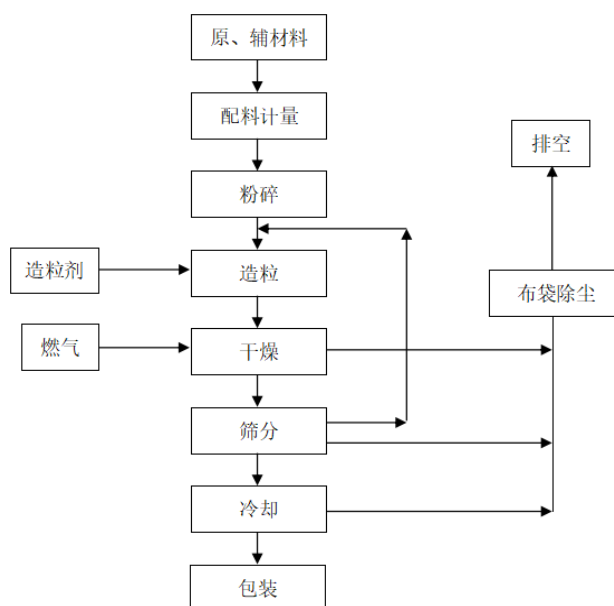 原、辅材料
配料计量
排空
粉碎
造粒剂
造粒
布袋除尘
燃气
干燥
筛分
冷却
包装